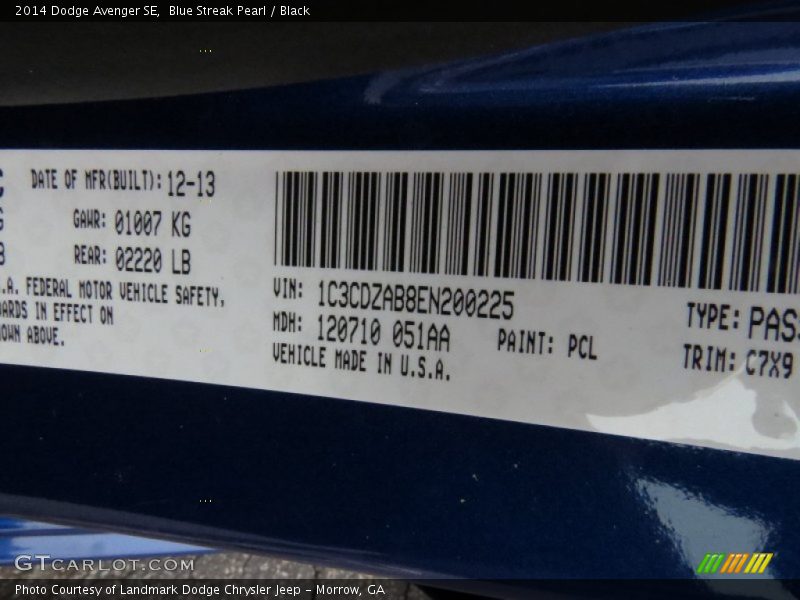 2014 Dodge Avenger SE,  Blue Streak Pearl / Black
DATE OF MFR(BUILT): 12-13
GAWR: 01007 KG
REAR: 02220 LB
.A. FEDERAL MOTOR VEHICLE SAFETY,
ARDS IN EFFECT ON
OWN ABOVE.
VIN: 1C3CDZAB8EN200225
MDH: 120710 051AA
PAINT: PCL
VEHICLE MADE IN U.S.A.
TYPE: PAS
TRIM: C7X9
GTCARLOT.COM
Photo Courtesy of Landmark Dodge Chrysler Jeep - Morrow, GA